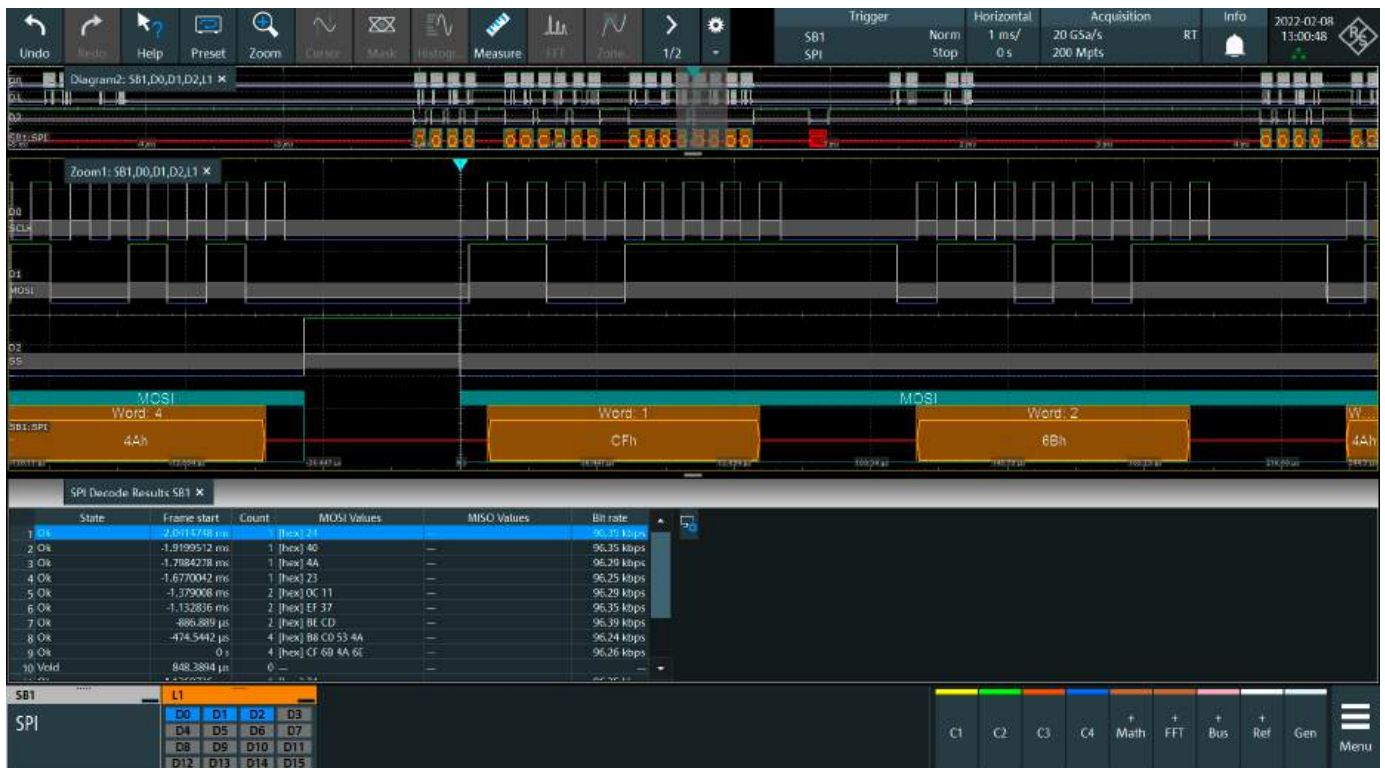 Undo Redo Help Preset Zoom Cursor Mask Histogr... Measure FFT Zone... 1/2
Trigger Horizontal Acquisition Info 2022-02-08
SB1 Norm 1 ms/ 20 GSa/s RT 13:00:48
SPI Stop 0 s 200 Mpts
Diagram2: SB1,D0,D1,D2,L1 ×
D1
D2
SB1:SPI
Zoom1: SB1,D0,D1,D2,L1 ×
D0
SCLK
D1
MOSI
D2
SS
MOSI MOSI
Word: 4 Word: 1 Word: 2 W...
SB1:SPI
4Ah CFh 6Bh 4Ah
SPI Decode Results SB1 ×
State Frame start Count MOSI Values MISO Values Bit rate
1 Ok -2.0414748 ms 1 [hex] 24 — 96.35 kbps
2 Ok -1.9199512 ms 1 [hex] 40 — 96.35 kbps
3 Ok -1.7984278 ms 1 [hex] 4A — 96.29 kbps
4 Ok -1.6770042 ms 1 [hex] 23 — 96.25 kbps
5 Ok -1.379008 ms 2 [hex] 0C 11 — 96.29 kbps
6 Ok -1.132836 ms 2 [hex] EF 37 — 96.35 kbps
7 Ok -886.889 µs 2 [hex] BE CD — 96.39 kbps
8 Ok -474.5442 µs 4 [hex] B8 C0 53 4A — 96.24 kbps
9 Ok 0 s 4 [hex] CF 6B 4A 6E — 96.26 kbps
10 Void 848.3894 µs 0 — — —
SB1 L1
SPI
D0 D1 D2 D3
D4 D5 D6 D7
D8 D9 D10 D11
D12 D13 D14 D15
C1 C2 C3 C4 + Math + FFT + Bus + Ref Gen Menu